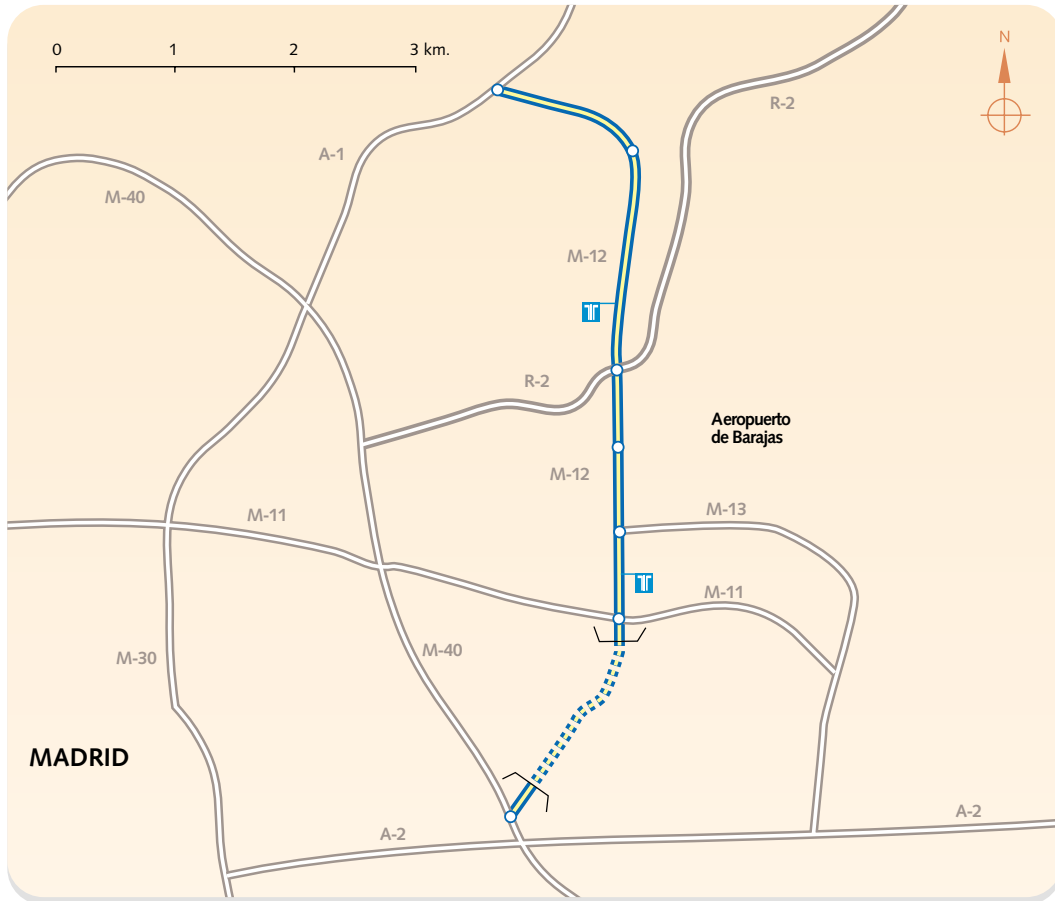 0 1 2 3 km.
N
R-2
A-1
M-40
M-12
R-2
Aeropuerto
de Barajas
M-12
M-13
M-11
M-11
M-40
M-30
MADRID
A-2
A-2